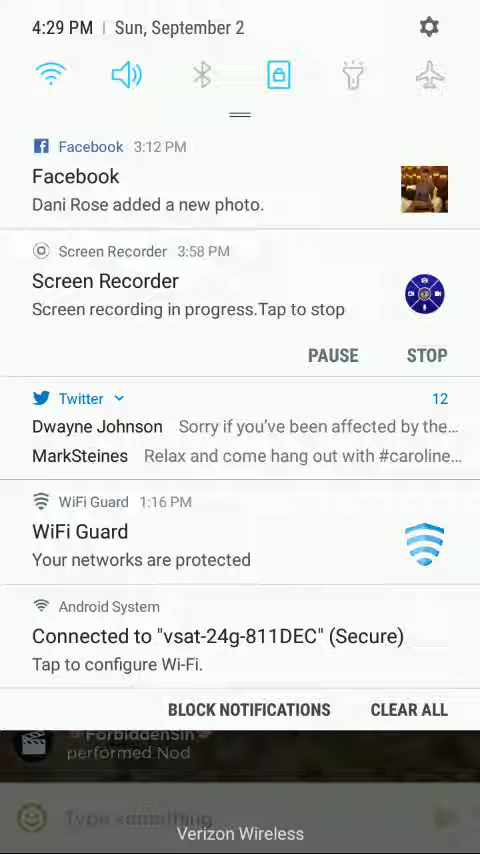 4:29 PM | Sun, September 2
Facebook 3:12 PM
Facebook
Dani Rose added a new photo.
Screen Recorder 3:58 PM
Screen Recorder
Screen recording in progress.Tap to stop
PAUSE STOP
Twitter 12
Dwayne Johnson Sorry if you've been affected by the...
MarkSteines Relax and come hang out with #caroline...
WiFi Guard 1:16 PM
WiFi Guard
Your networks are protected
Android System
Connected to "vsat-24g-811DEC" (Secure)
Tap to configure Wi-Fi.
BLOCK NOTIFICATIONS CLEAR ALL
ForbiddenSin
performed Nod
Type something
Verizon Wireless